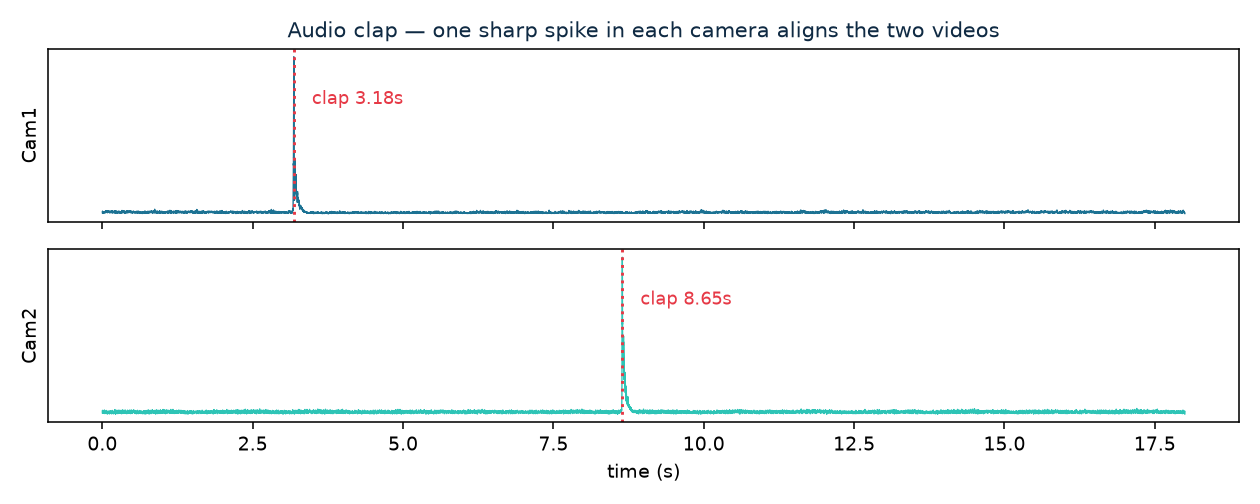 Audio clap — one sharp spike in each camera aligns the two videos
Cam1
clap 3.18s
Cam2
clap 8.65s
0.0 2.5 5.0 7.5 10.0 12.5 15.0 17.5
time (s)